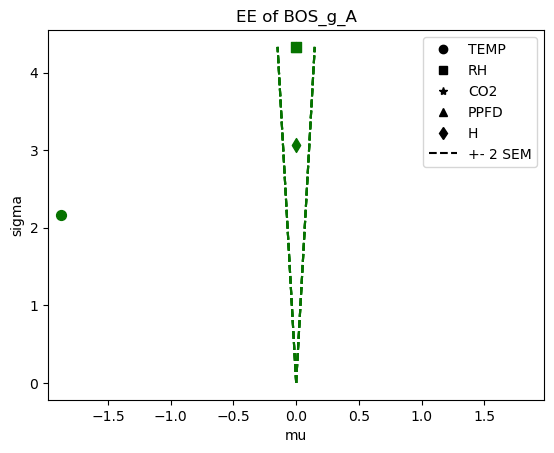 EE of BOS_g_A
TEMP
RH
CO2
PPFD
H
+- 2 SEM
sigma
4
3
2
1
0
−1.5
−1.0
−0.5
0.0
0.5
1.0
1.5
mu